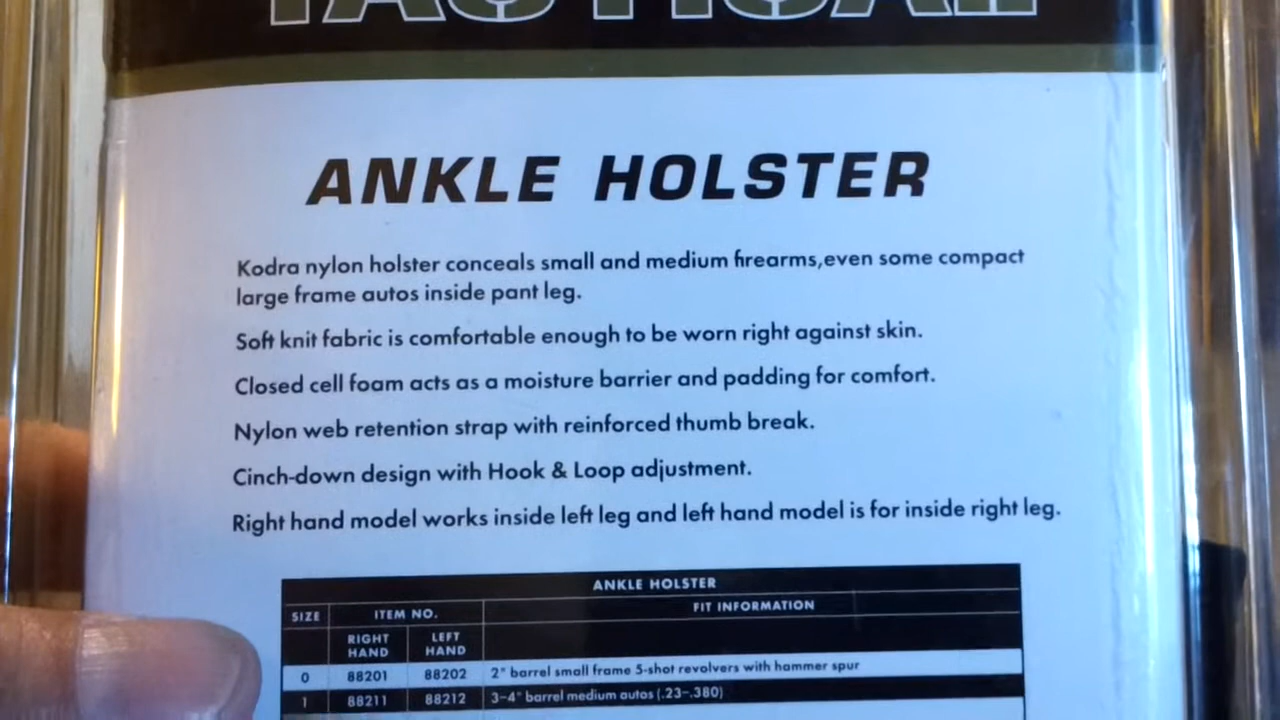 TACTICAL
ANKLE HOLSTER
Kodra nylon holster conceals small and medium firearms,even some compact
large frame autos inside pant leg.
Soft knit fabric is comfortable enough to be worn right against skin.
Closed cell foam acts as a moisture barrier and padding for comfort.
Nylon web retention strap with reinforced thumb break.
Cinch-down design with Hook & Loop adjustment.
Right hand model works inside left leg and left hand model is for inside right leg.
ANKLE HOLSTER
SIZE ITEM NO. FIT INFORMATION
RIGHT HAND LEFT HAND
0 88201 88202 2" barrel small frame 5-shot revolvers with hammer spur
1 88211 88212 3-4" barrel medium autos (.23-.380)